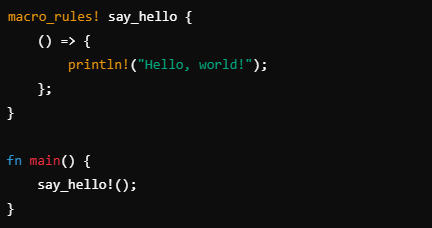 macro_rules! say_hello {
    () => {
        println!("Hello, world!");
    };
}

fn main() {
    say_hello!();
}